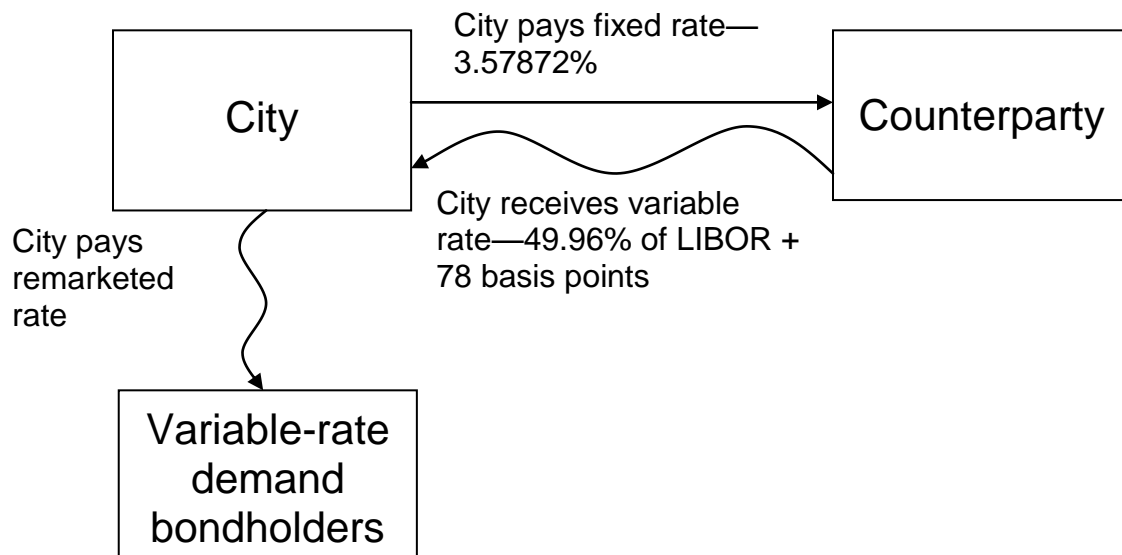 City pays fixed rate—
3.57872%
City
Counterparty
City receives variable
rate—49.96% of LIBOR +
78 basis points
City pays
remarketed
rate
Variable-rate
demand
bondholders